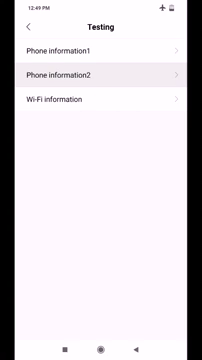 12:49 PM
Testing
Phone information1
Phone information2
Wi-Fi information